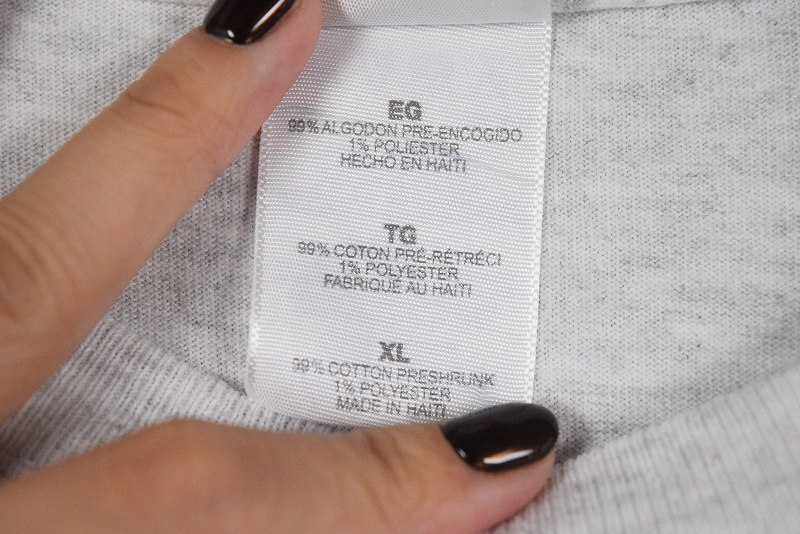 EG
99% ALGODON PRE-ENCOGIDO
1% POLIESTER
HECHO EN HAITI
TG
99% COTON PRÉ-RÉTRÉCI
1% POLYESTER
FABRIQUE AU HAITI
XL
99% COTTON PRESHRUNK
1% POLYESTER
MADE IN HAITI